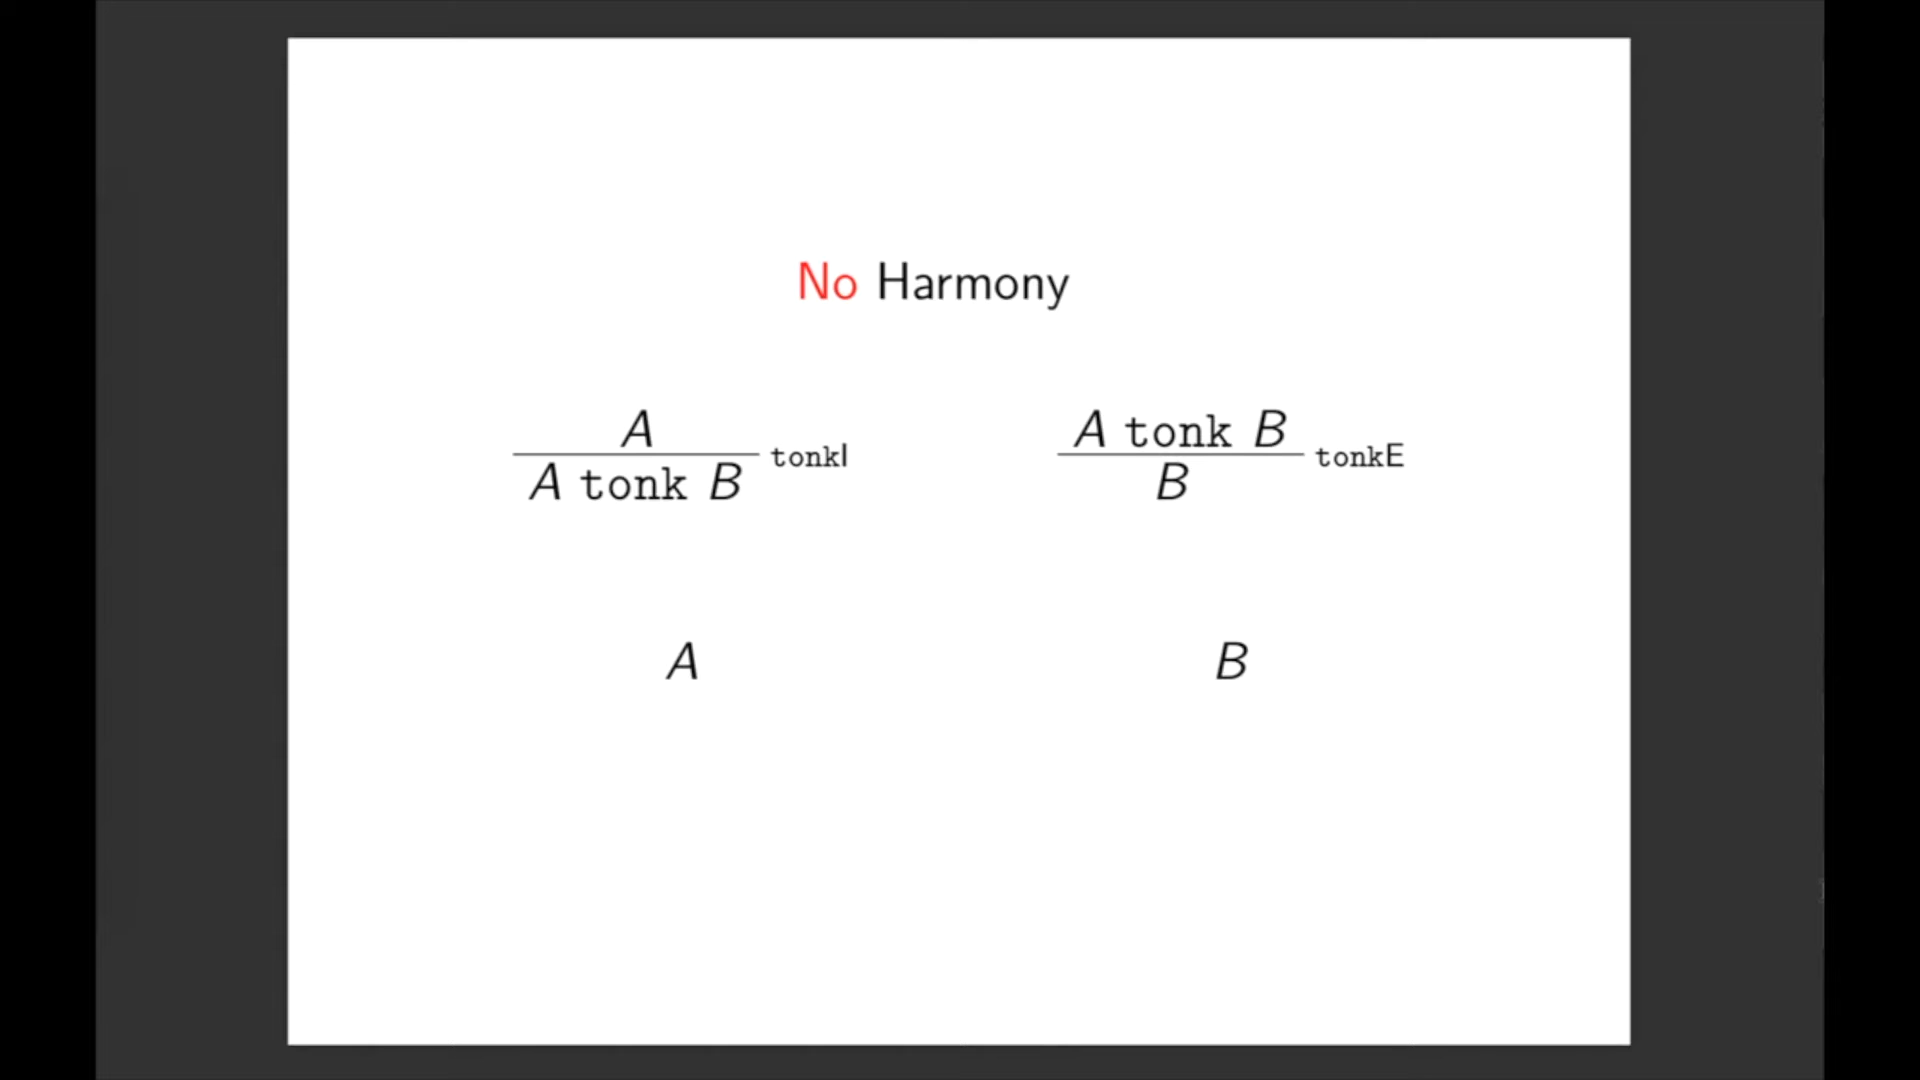 No Harmony
A
A tonk B
tonkI
A tonk B
B
tonkE
A
B